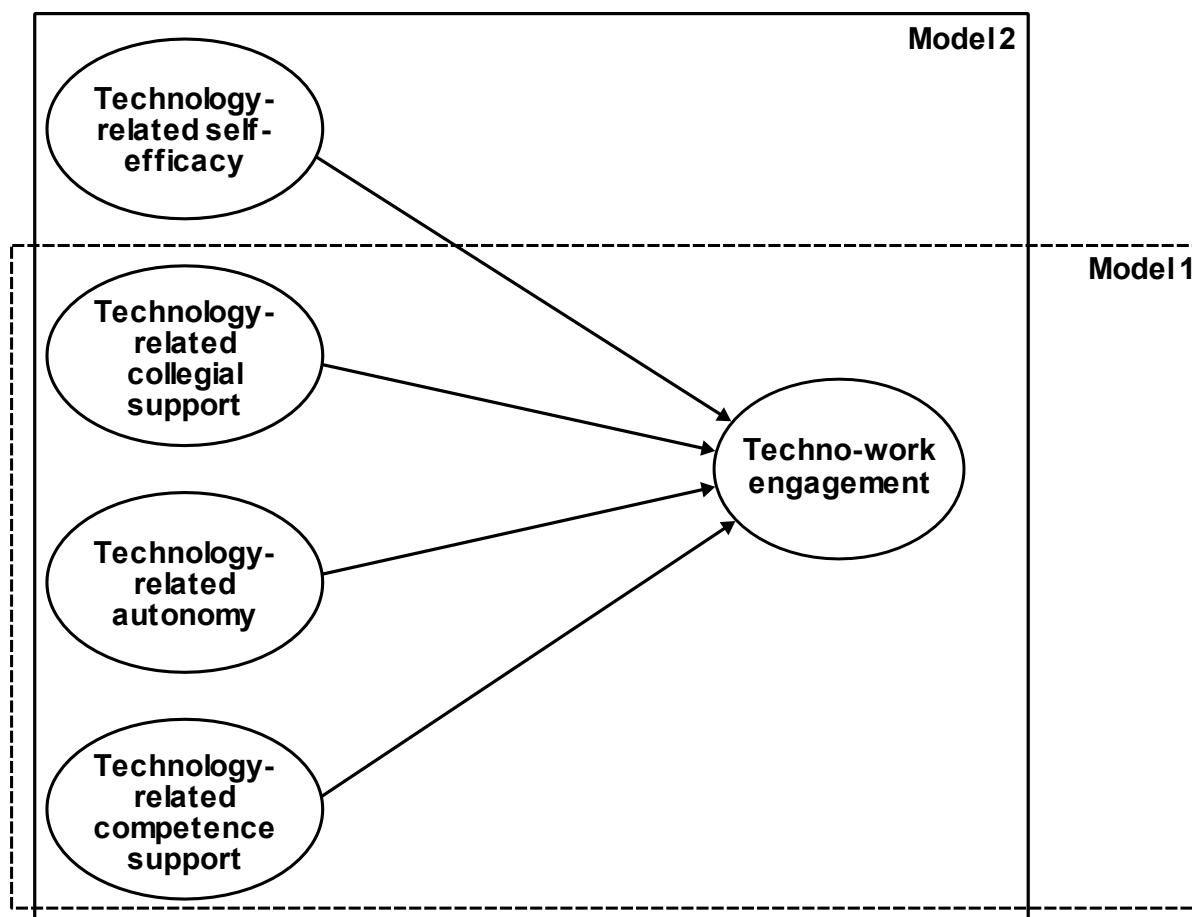 Model 2
Technology-
related self-
efficacy
Model 1
Technology-
related
collegial
support
Techno-work
engagement
Technology-
related
autonomy
Technology-
related
competence
support